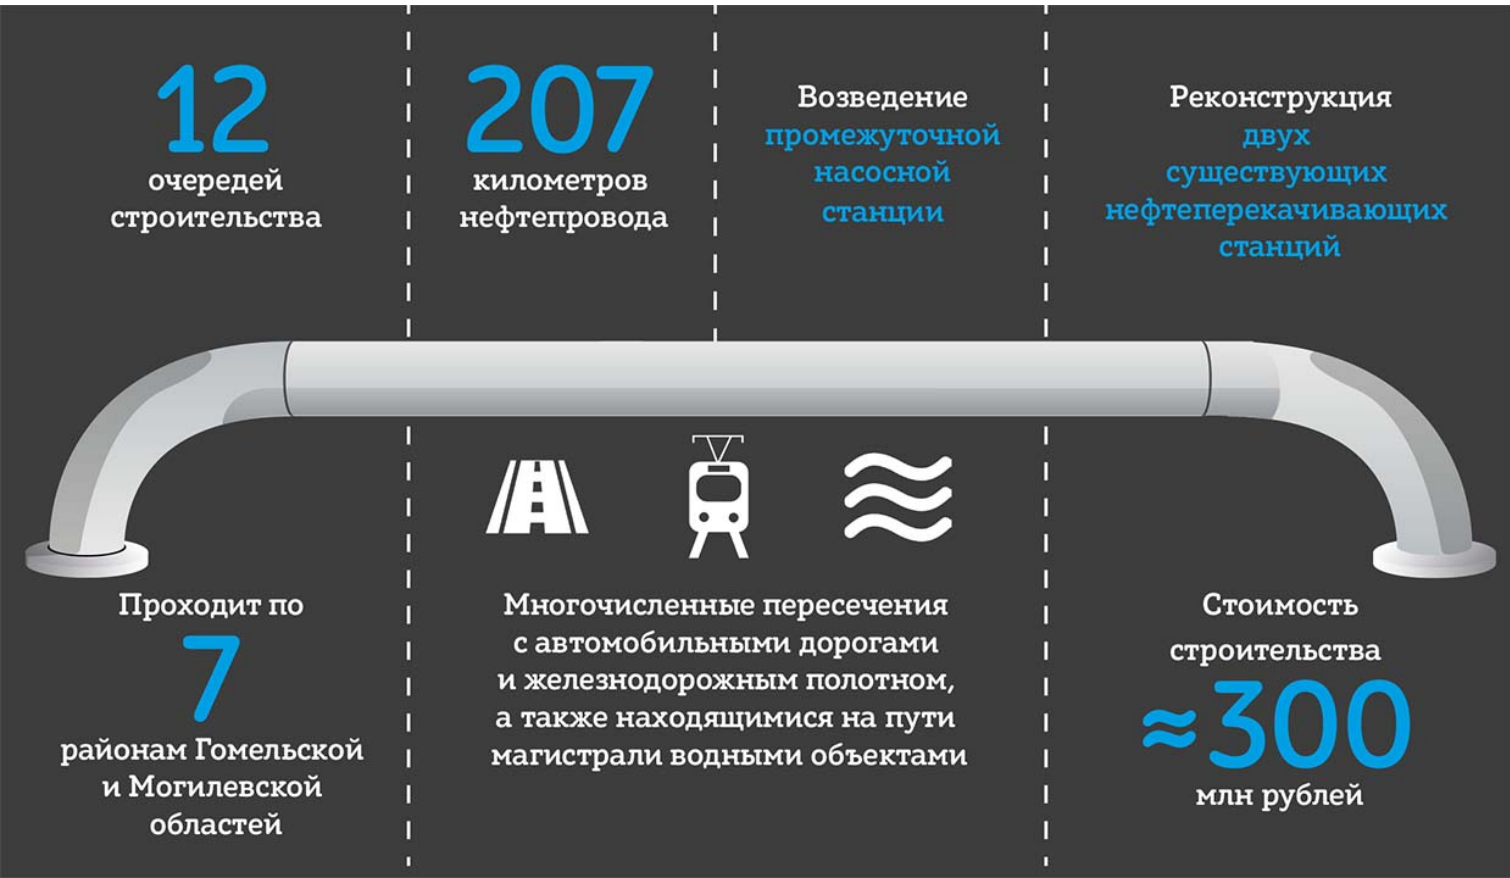 12
очередей
строительства
207
километров
нефтепровода
Возведение
промежуточной
насосной
станции
Реконструкция
двух
существующих
нефтеперекачивающих
станций
Проходит по
7
районам Гомельской
и Могилевской
областей
Многочисленные пересечения
с автомобильными дорогами
и железнодорожным полотном,
а также находящимися на пути
магистрали водными объектами
Стоимость
строительства
≈300
млн рублей